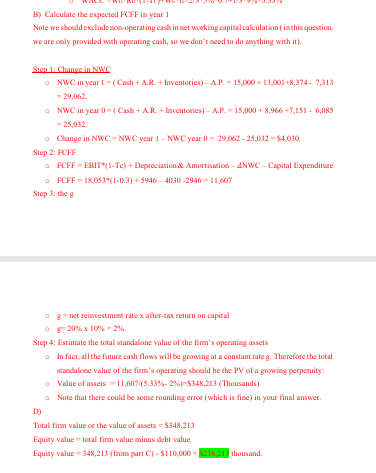 B) Calculate the expected FCFF in year 1
Note we should exclude non-operating cash in net working capital calculation ( in this question,
we are only provided with operating cash, so we don't need to do anything with it).
Step 1: Change in NWC
o NWC in year 1 = ( Cash + A.R. + Inventories) – A.P. = 15,000 + 13,001+8,374 - 7,313
= 29,062.
o NWC in year 0 = ( Cash + A.R. + Inventories) – A.P. = 15,000 + 8,966 +7,151 - 6,085
= 25,032.
o Change in NWC = NWC year 1 – NWC year 0 = 29,062 - 25,032 = $4,030.
Step 2: FCFF
o FCFF = EBIT*(1-Tc) + Depreciation & Amortisation – ΔNWC – Capital Expenditure
o FCFF = 18,053*(1-0.3) + 5946 – 4030 -2946 = 11,607
Step 3: the g
o g = net reinvestment rate x after-tax return on capital
o g= 20% x 10% = 2%
Step 4: Estimate the total standalone value of the firm's operating assets
o In fact, all the future cash flows will be growing at a constant rate g. Therefore the total
standalone value of the firm's operating should be the PV of a growing perpetuity:
o Value of assets = 11,607/(5.33%- 2%)=$348,213 (Thousands)
o Note that there could be some rounding error (which is fine) in your final answer.
D)
Total firm value or the value of assets = $348,213
Equity value = total firm value minus debt value
Equity value = 348,213 (from part C) - $110,000 = $238,213 thousand.